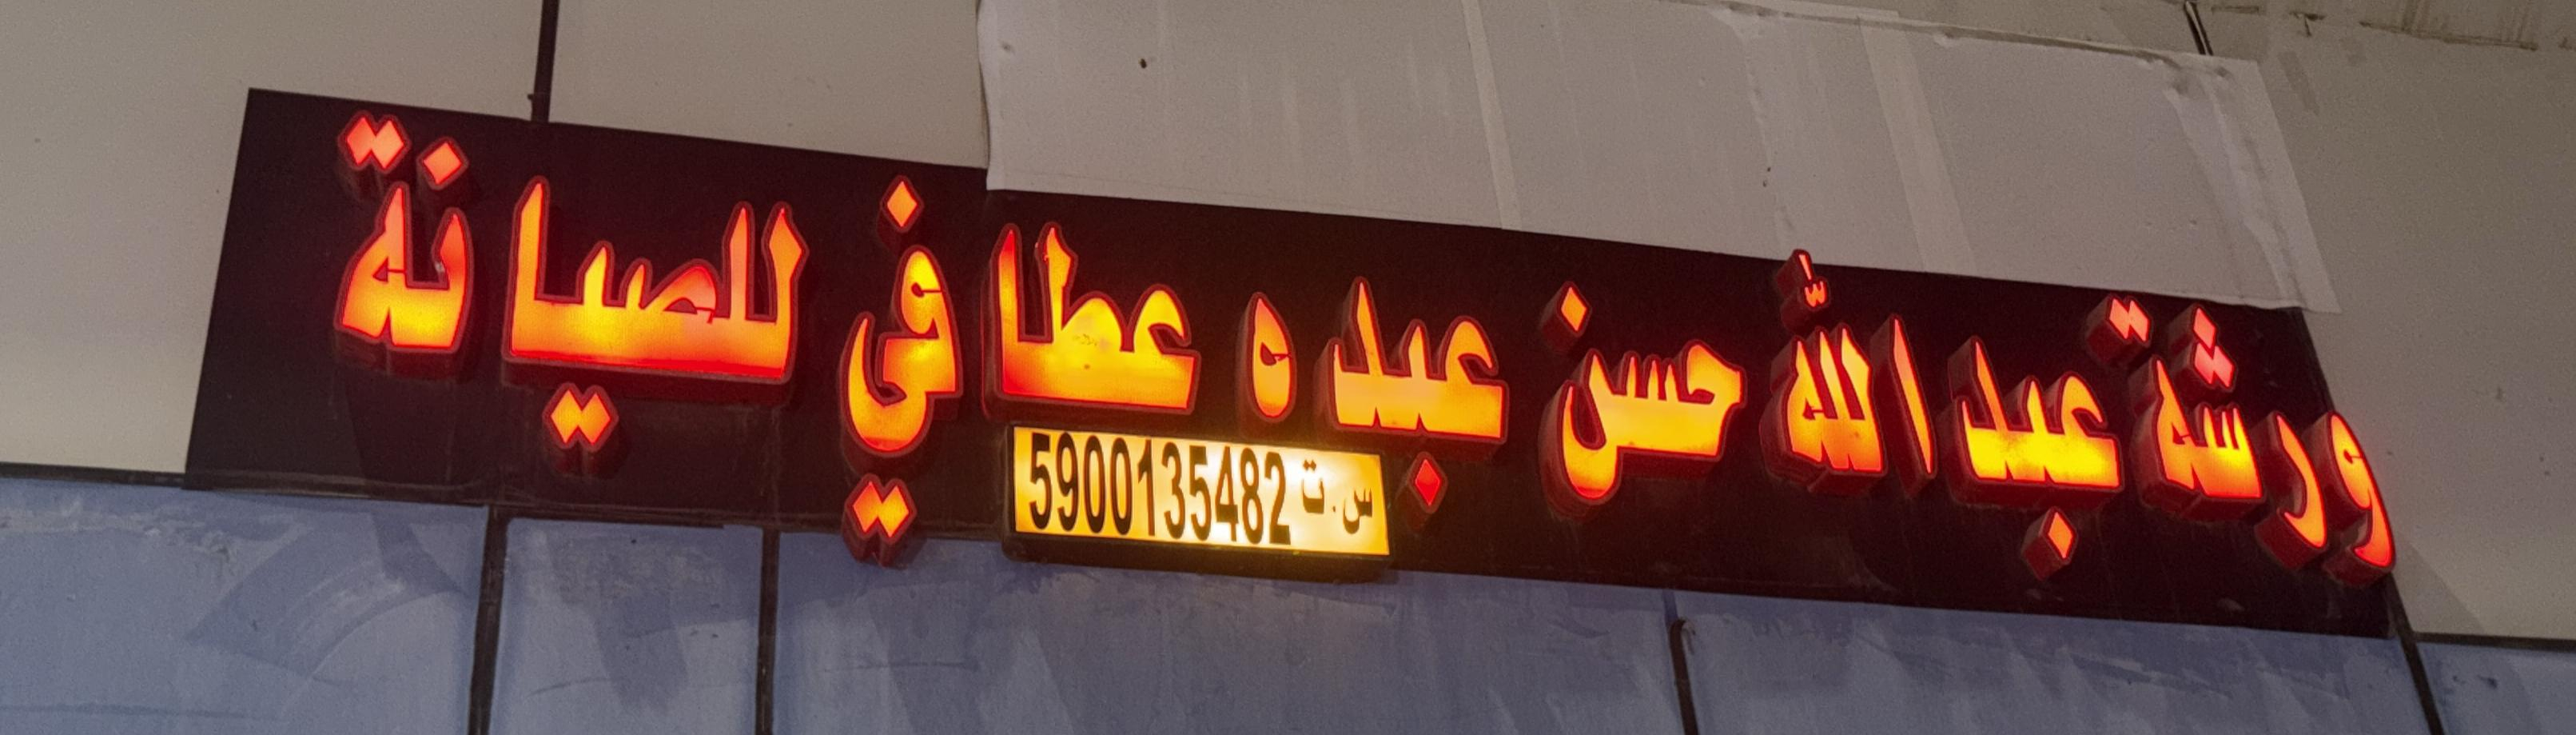 ورشة عبد الله حسن عبده عطافي للصيانة
س.ت 5900135482